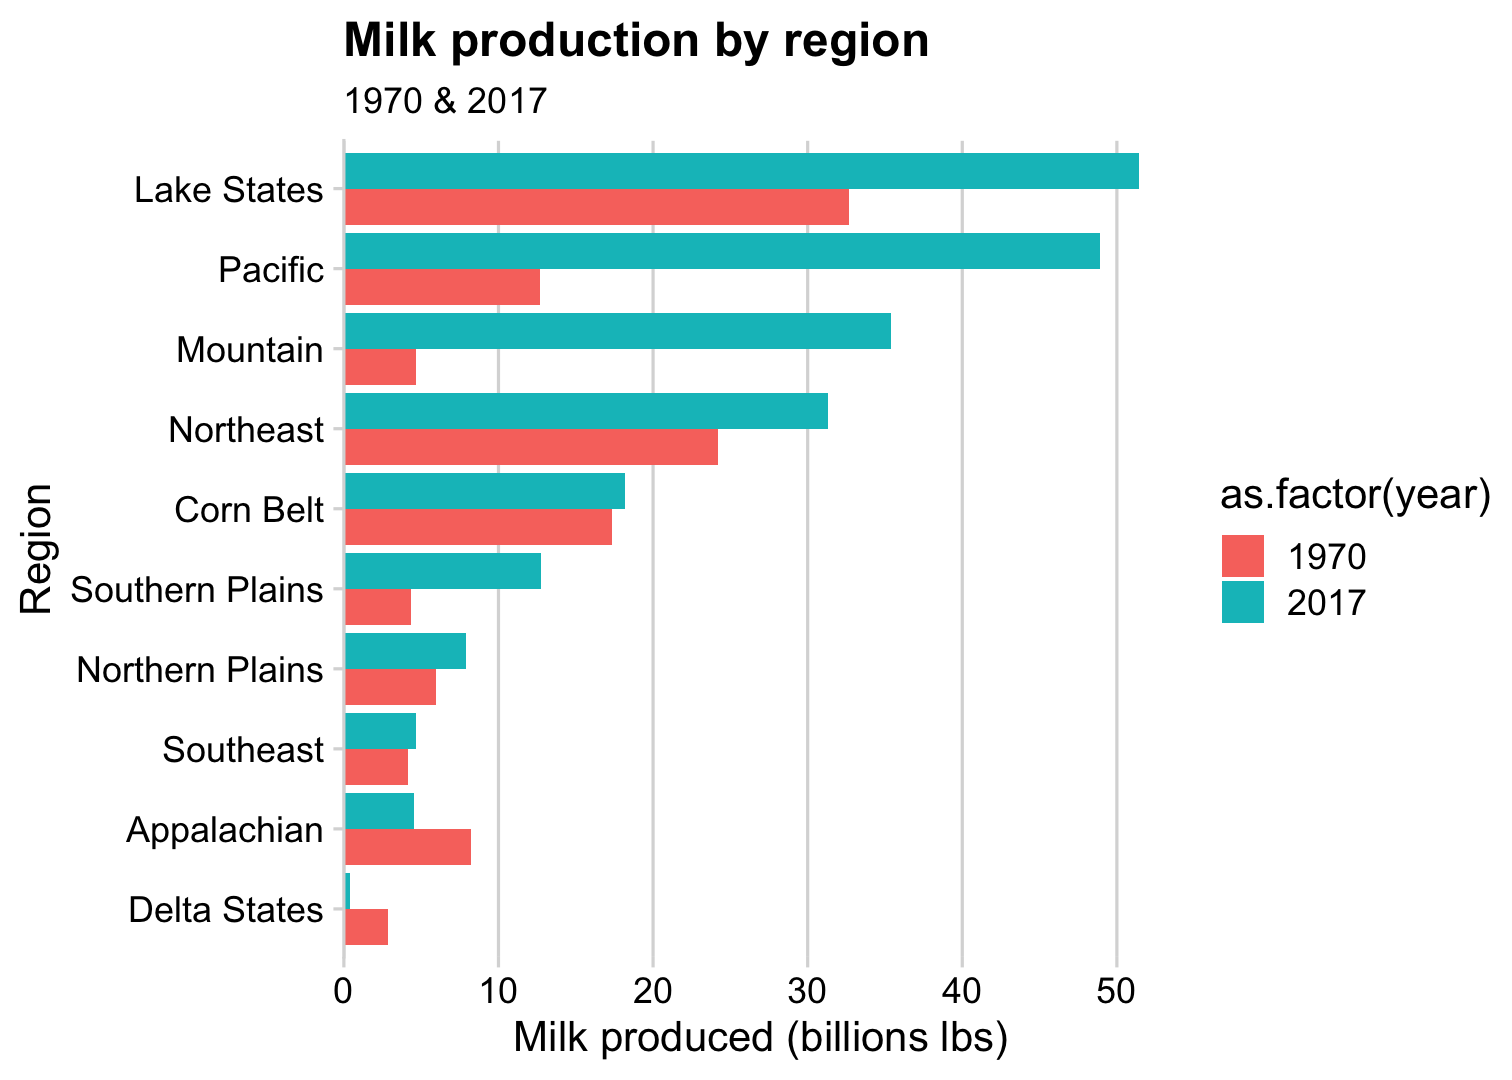 Milk production by region
1970 & 2017
Region
Lake States
Pacific
Mountain
Northeast
Corn Belt
Southern Plains
Northern Plains
Southeast
Appalachian
Delta States
0 10 20 30 40 50
Milk produced (billions lbs)
as.factor(year)
1970
2017